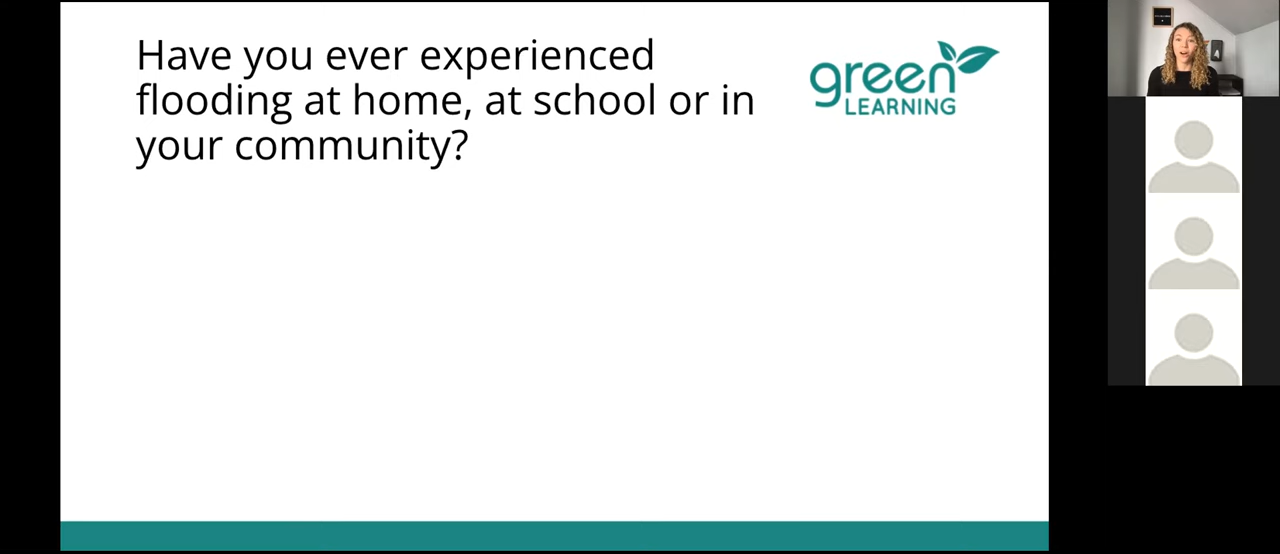 Have you ever experienced
flooding at home, at school or in
your community?
green
LEARNING